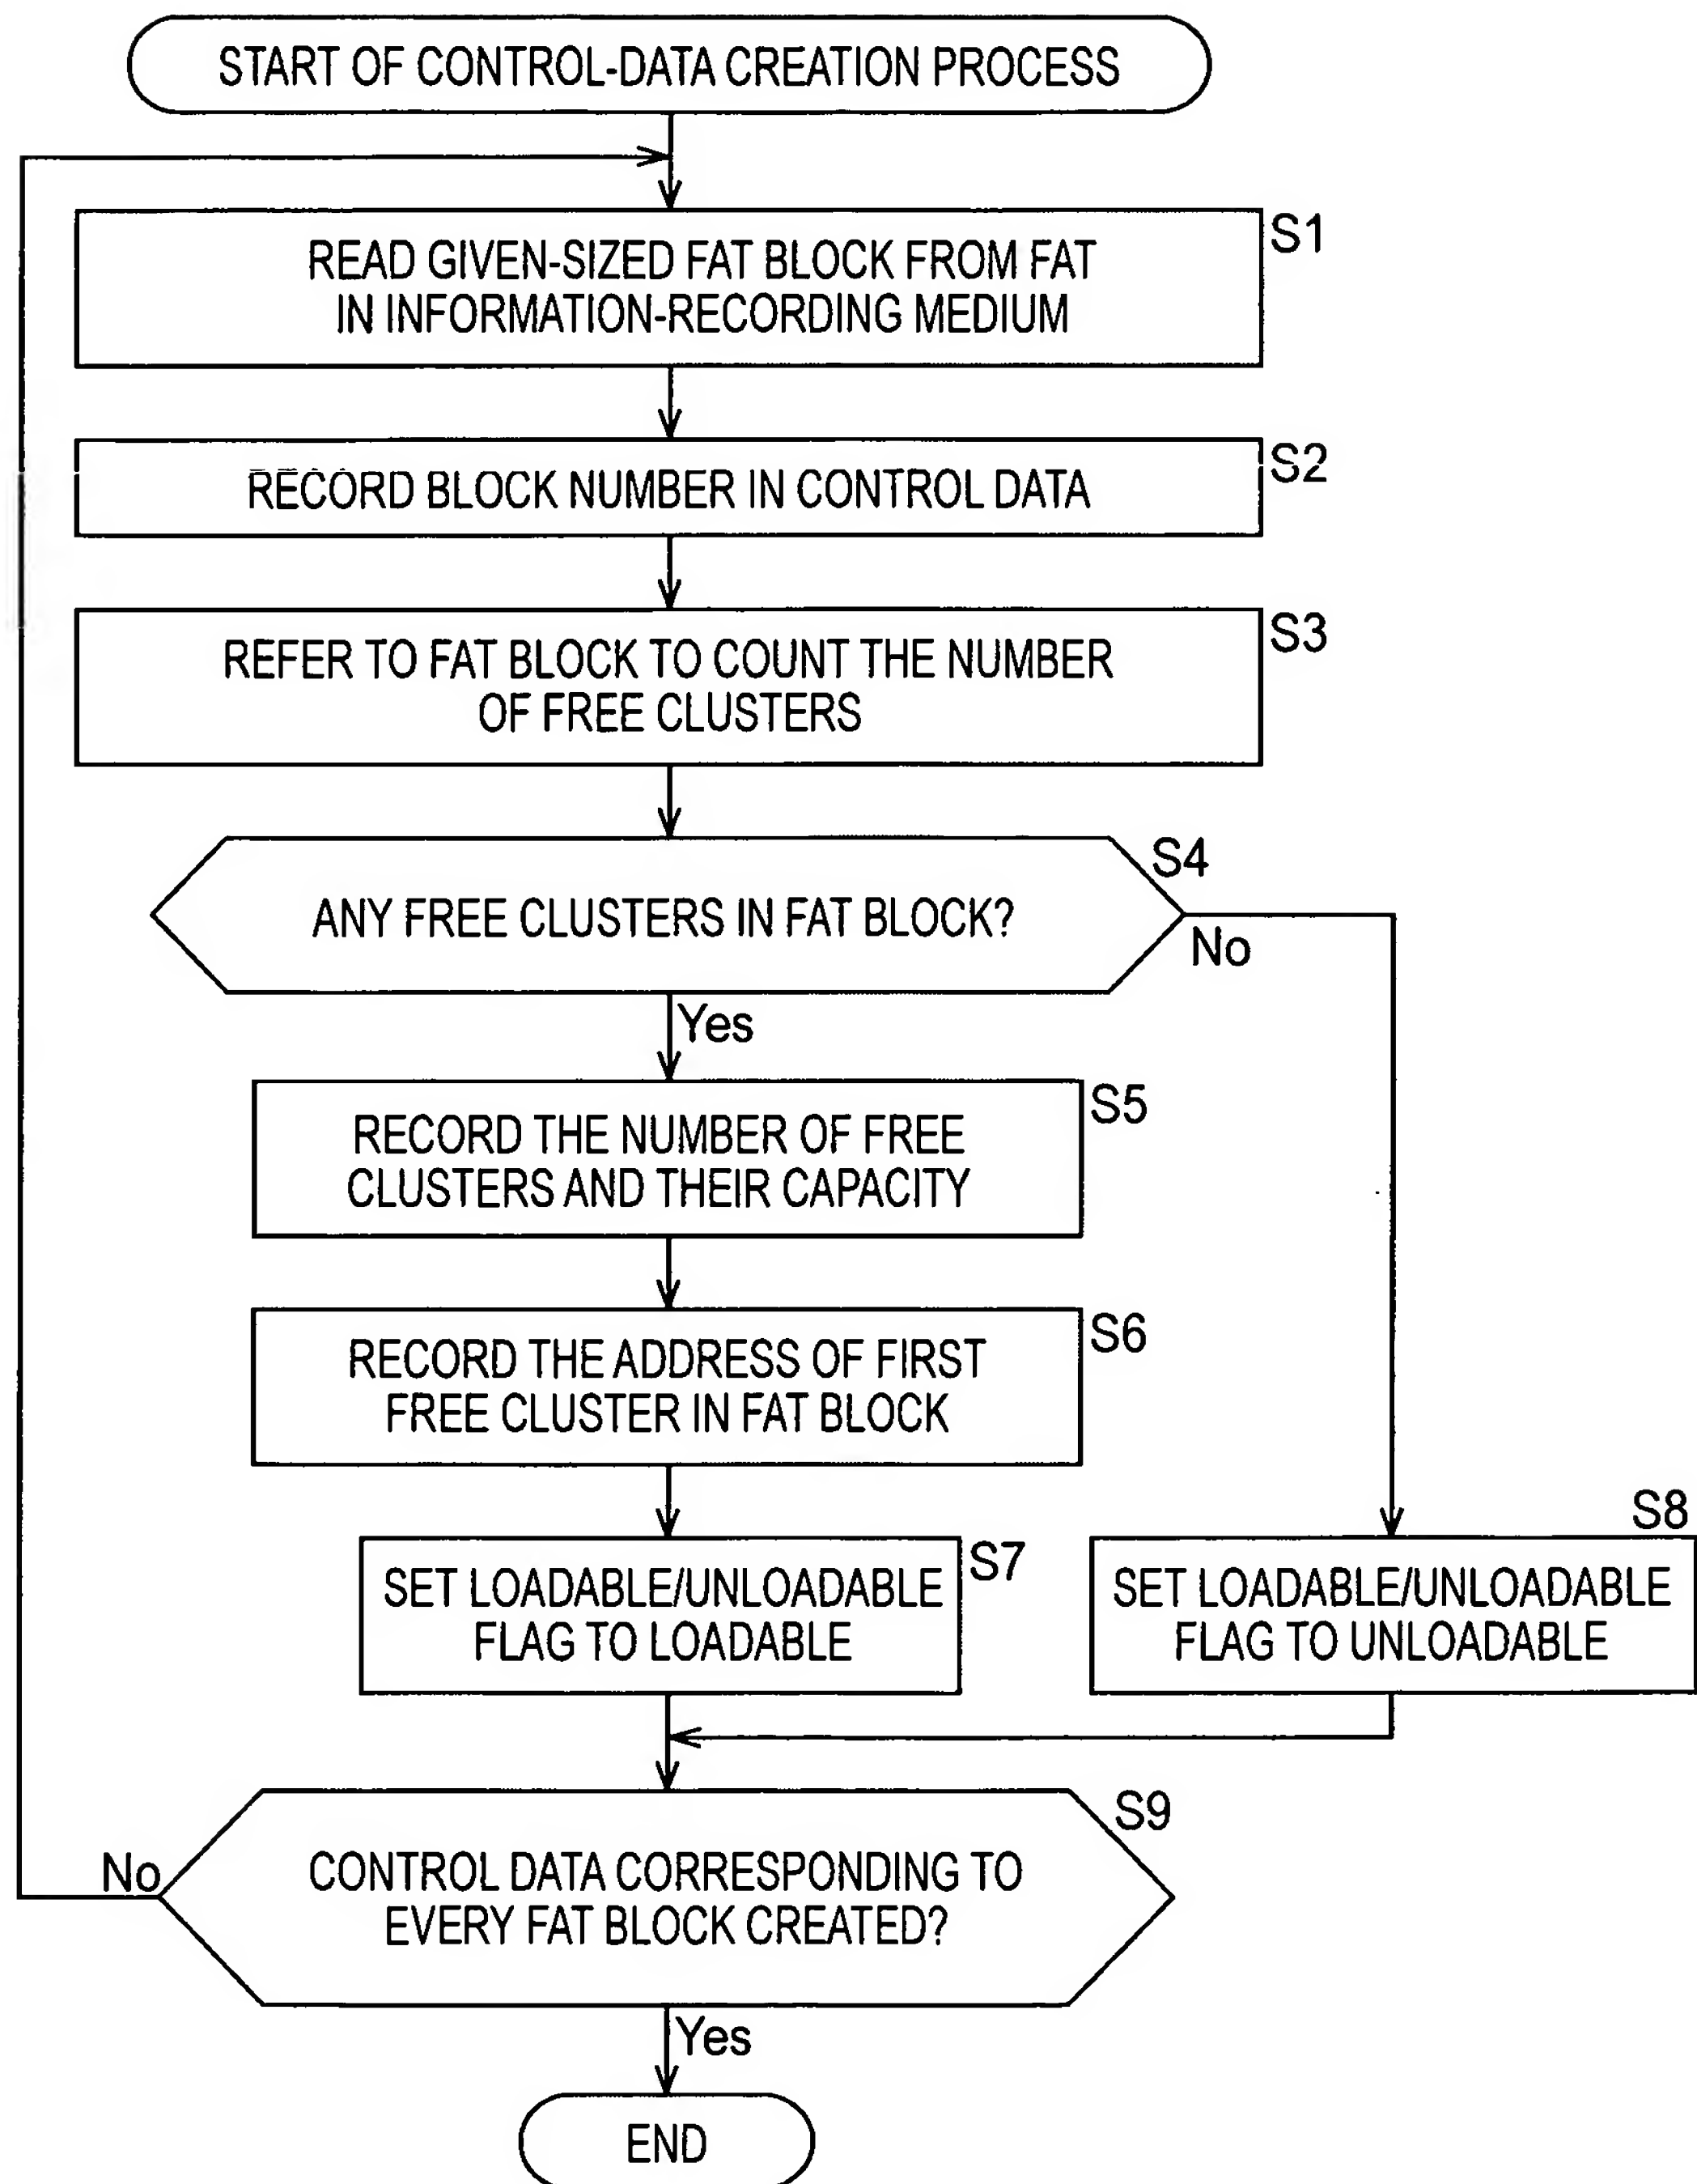 START OF CONTROL-DATA CREATION PROCESS
S1
READ GIVEN-SIZED FAT BLOCK FROM FAT
IN INFORMATION-RECORDING MEDIUM
S2
RECORD BLOCK NUMBER IN CONTROL DATA
S3
REFER TO FAT BLOCK TO COUNT THE NUMBER
OF FREE CLUSTERS
S4
ANY FREE CLUSTERS IN FAT BLOCK?
No
Yes
S5
RECORD THE NUMBER OF FREE
CLUSTERS AND THEIR CAPACITY
S6
RECORD THE ADDRESS OF FIRST
FREE CLUSTER IN FAT BLOCK
S7
SET LOADABLE/UNLOADABLE
FLAG TO LOADABLE
S8
SET LOADABLE/UNLOADABLE
FLAG TO UNLOADABLE
S9
No
CONTROL DATA CORRESPONDING TO
EVERY FAT BLOCK CREATED?
Yes
END